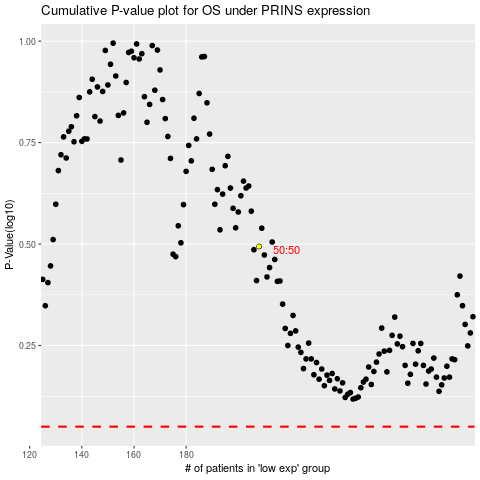 Cumulative P-value plot for OS under PRINS expression
P-Value(log10)
1.00
0.75
0.50
0.25
50:50
120 140 160 180
# of patients in 'low exp' group